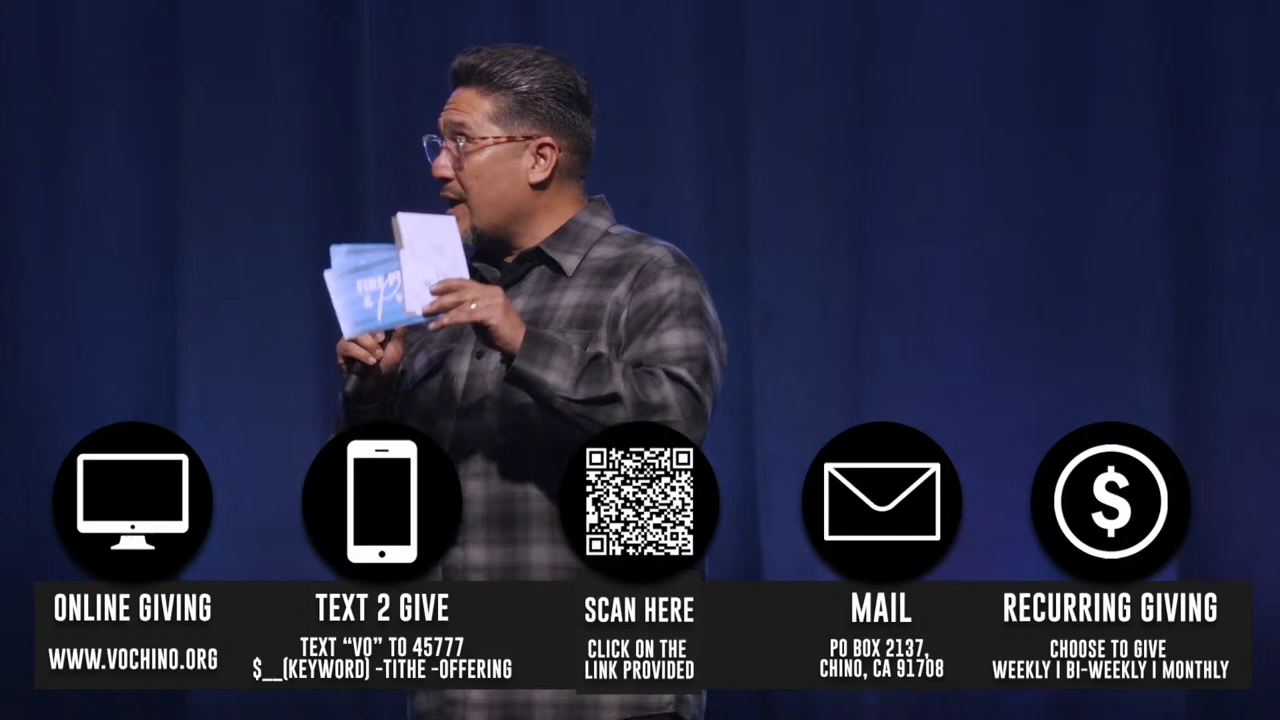 ONLINE GIVING
WWW.VOCHINO.ORG
TEXT 2 GIVE
TEXT “VO” TO 45777
$__(KEYWORD) -TITHE -OFFERING
SCAN HERE
CLICK ON THE
LINK PROVIDED
MAIL
PO BOX 2137,
CHINO, CA 91708
RECURRING GIVING
CHOOSE TO GIVE
WEEKLY | BI-WEEKLY | MONTHLY